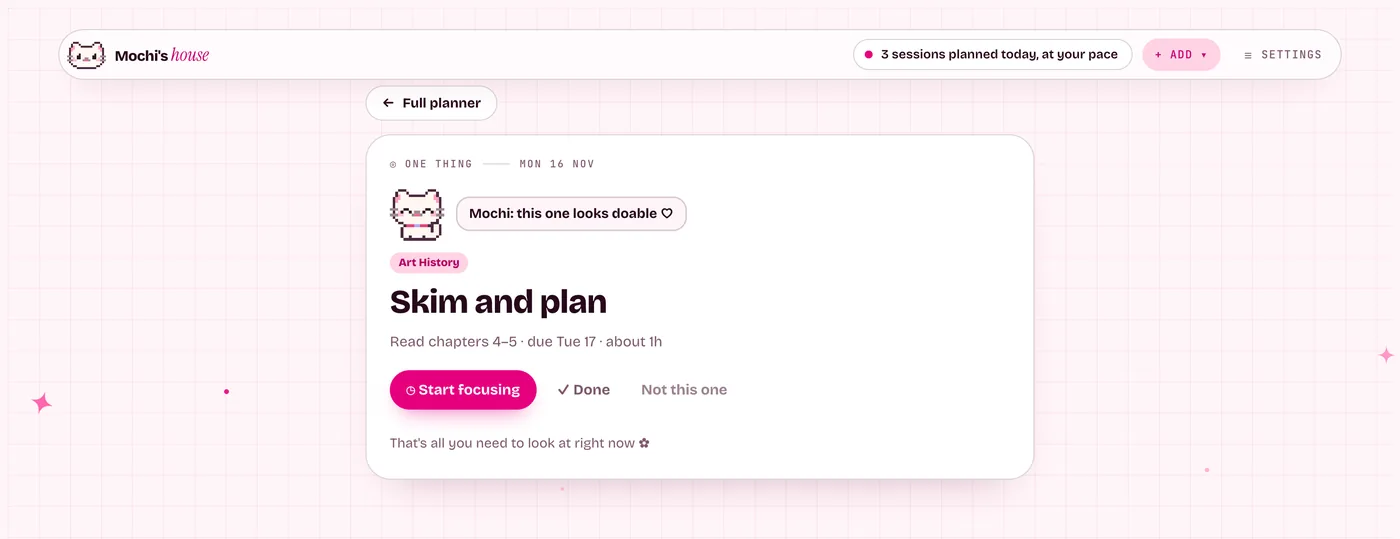 Mochi's house
3 sessions planned today, at your pace
+ ADD ▾
≡ SETTINGS
← Full planner
◎ ONE THING — MON 16 NOV
Mochi: this one looks doable ♡
Art History
Skim and plan
Read chapters 4–5 · due Tue 17 · about 1h
◷ Start focusing
✓ Done
Not this one
That's all you need to look at right now ✿